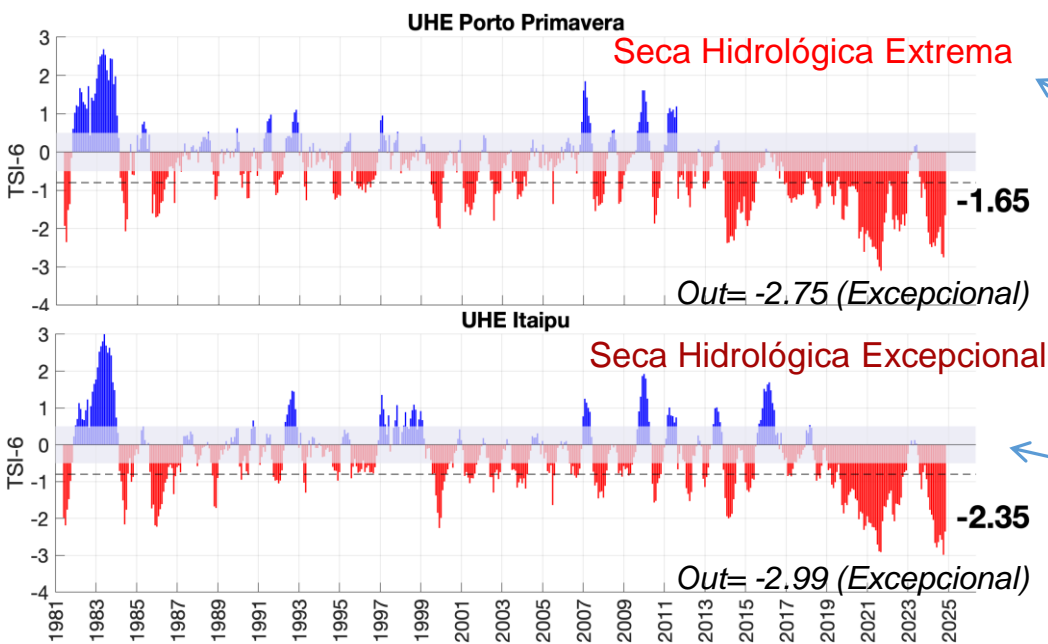 UHE Porto Primavera
Seca Hidrológica Extrema
3
2
1
0
-1
-2
-3
-4
TSI-6
-1.65
Out= -2.75 (Excepcional)
UHE Itaipu
Seca Hidrológica Excepcional
3
2
1
0
-1
-2
-3
-4
TSI-6
-2.35
Out= -2.99 (Excepcional)
1981 1983 1985 1987 1989 1991 1993 1995 1997 1999 2001 2003 2005 2007 2009 2011 2013 2015 2017 2019 2021 2023 2025